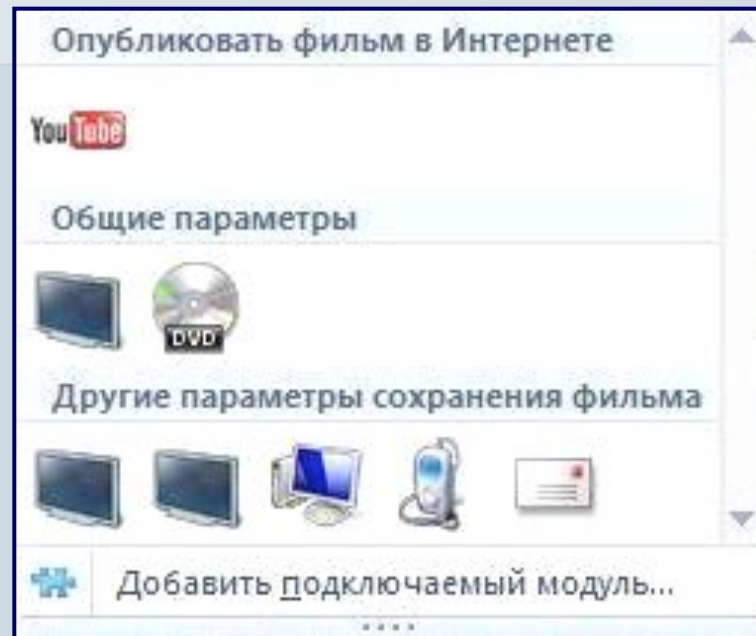 Опубликовать фильм в Интернете
YouTube
Общие параметры
DVD
Другие параметры сохранения фильма
Добавить подключаемый модуль...